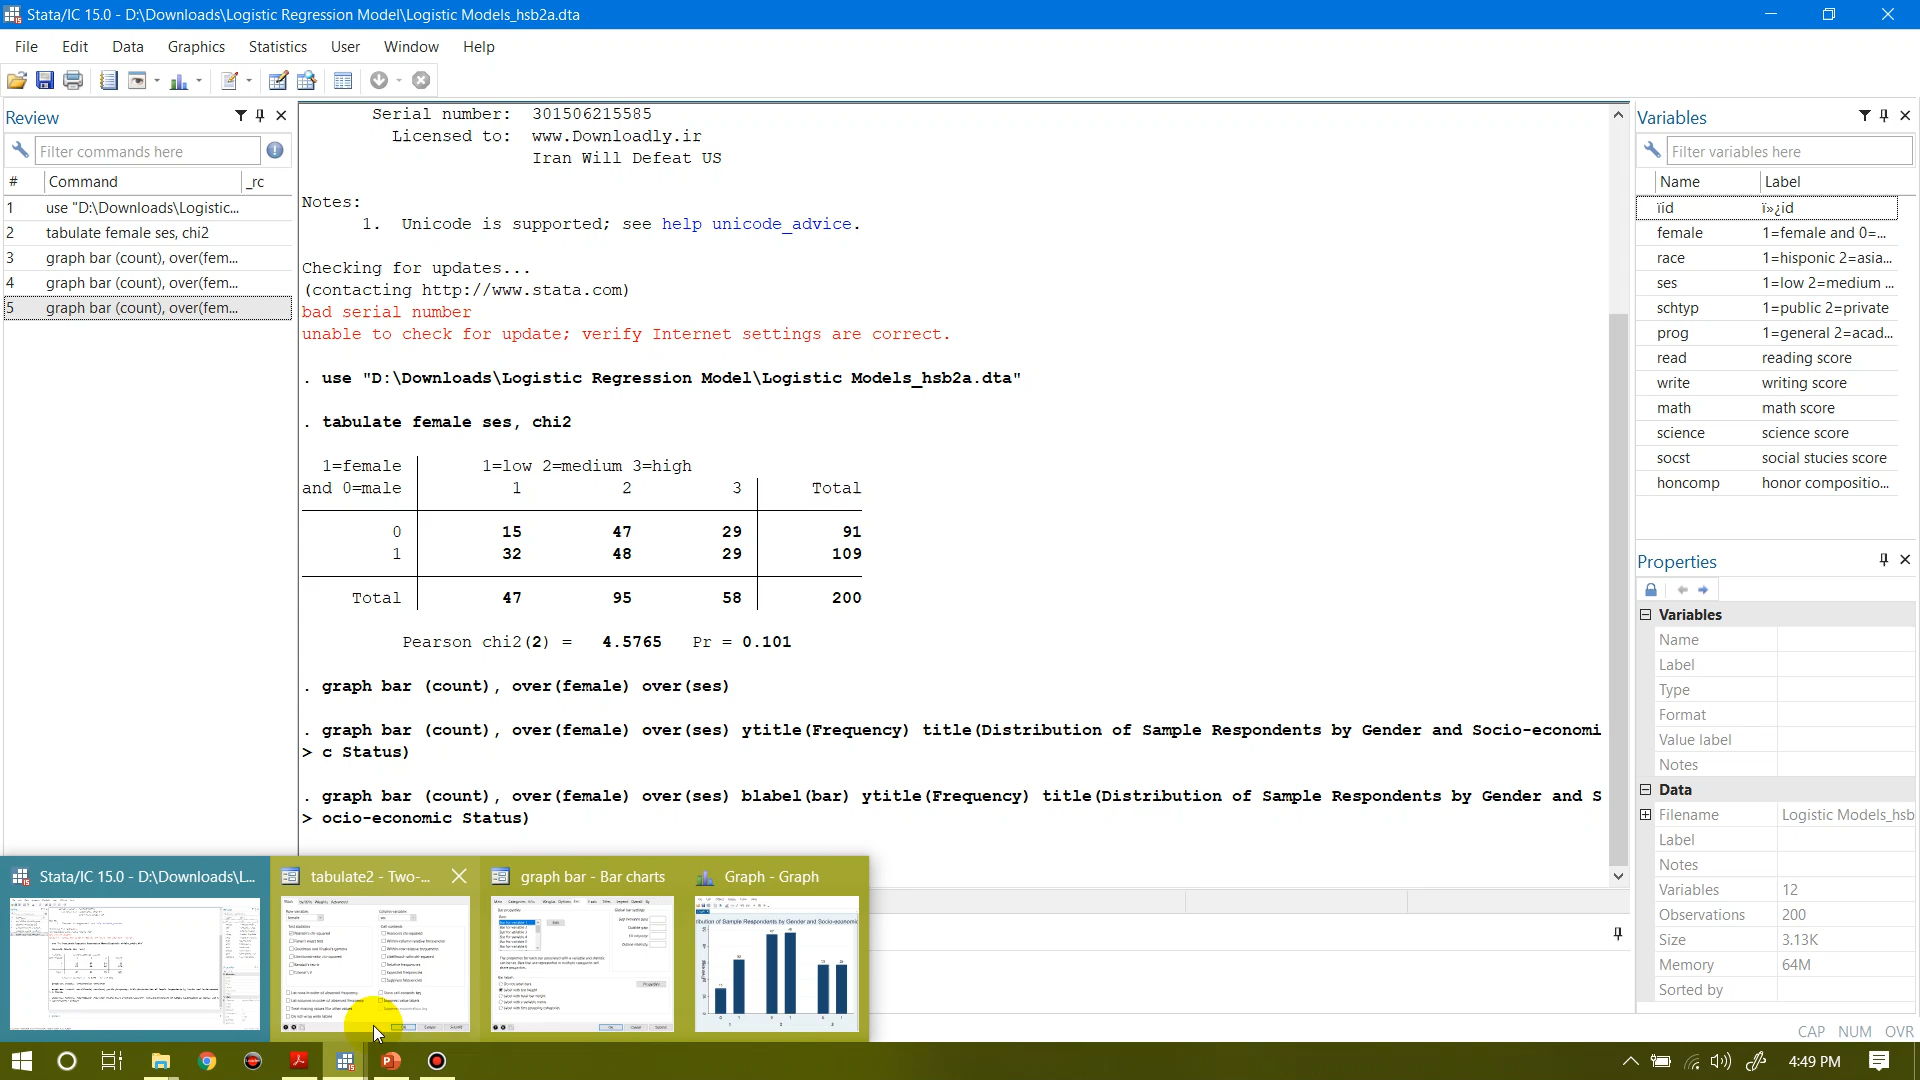 Stata/IC 15.0 - D:\Downloads\Logistic Regression Model\Logistic Models_hsb2a.dta
File Edit Data Graphics Statistics User Window Help
Review
Filter commands here
# Command _rc
1 use "D:\Downloads\Logistic...
2 tabulate female ses, chi2
3 graph bar (count), over(fem...
4 graph bar (count), over(fem...
5 graph bar (count), over(fem...
Serial number: 301506215585
Licensed to: www.Downloadly.ir
Iran Will Defeat US
Notes:
1. Unicode is supported; see help unicode_advice.
Checking for updates...
(contacting http://www.stata.com)
bad serial number
unable to check for update; verify Internet settings are correct.
. use "D:\Downloads\Logistic Regression Model\Logistic Models_hsb2a.dta"
. tabulate female ses, chi2
1=female 1=low 2=medium 3=high
and 0=male 1 2 3 Total
0 15 47 29 91
1 32 48 29 109
Total 47 95 58 200
Pearson chi2(2) = 4.5765 Pr = 0.101
. graph bar (count), over(female) over(ses)
. graph bar (count), over(female) over(ses) ytitle(Frequency) title(Distribution of Sample Respondents by Gender and Socio-economi
> c Status)
. graph bar (count), over(female) over(ses) blabel(bar) ytitle(Frequency) title(Distribution of Sample Respondents by Gender and S
> ocio-economic Status)
Variables
Filter variables here
Name Label
ïid ï»¿id
female 1=female and 0=...
race 1=hisponic 2=asia...
ses 1=low 2=medium ...
schtyp 1=public 2=private
prog 1=general 2=acad...
read reading score
write writing score
math math score
science science score
socst social stucies score
honcomp honor compositio...
Properties
Variables
Name
Label
Type
Format
Value label
Notes
Data
Filename Logistic Models_hsb
Label
Notes
Variables 12
Observations 200
Size 3.13K
Memory 64M
Sorted by
Stata/IC 15.0 - D:\Downloads\L...
tabulate2 - Two-...
graph bar - Bar charts
Graph - Graph
CAP NUM OVR
4:49 PM